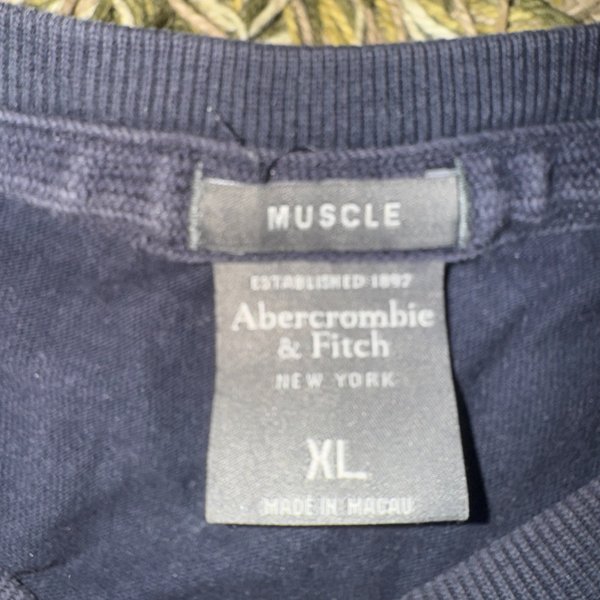 MUSCLE
ESTABLISHED 1892
Abercrombie
& Fitch
NEW YORK
XL
MADE IN MACAU